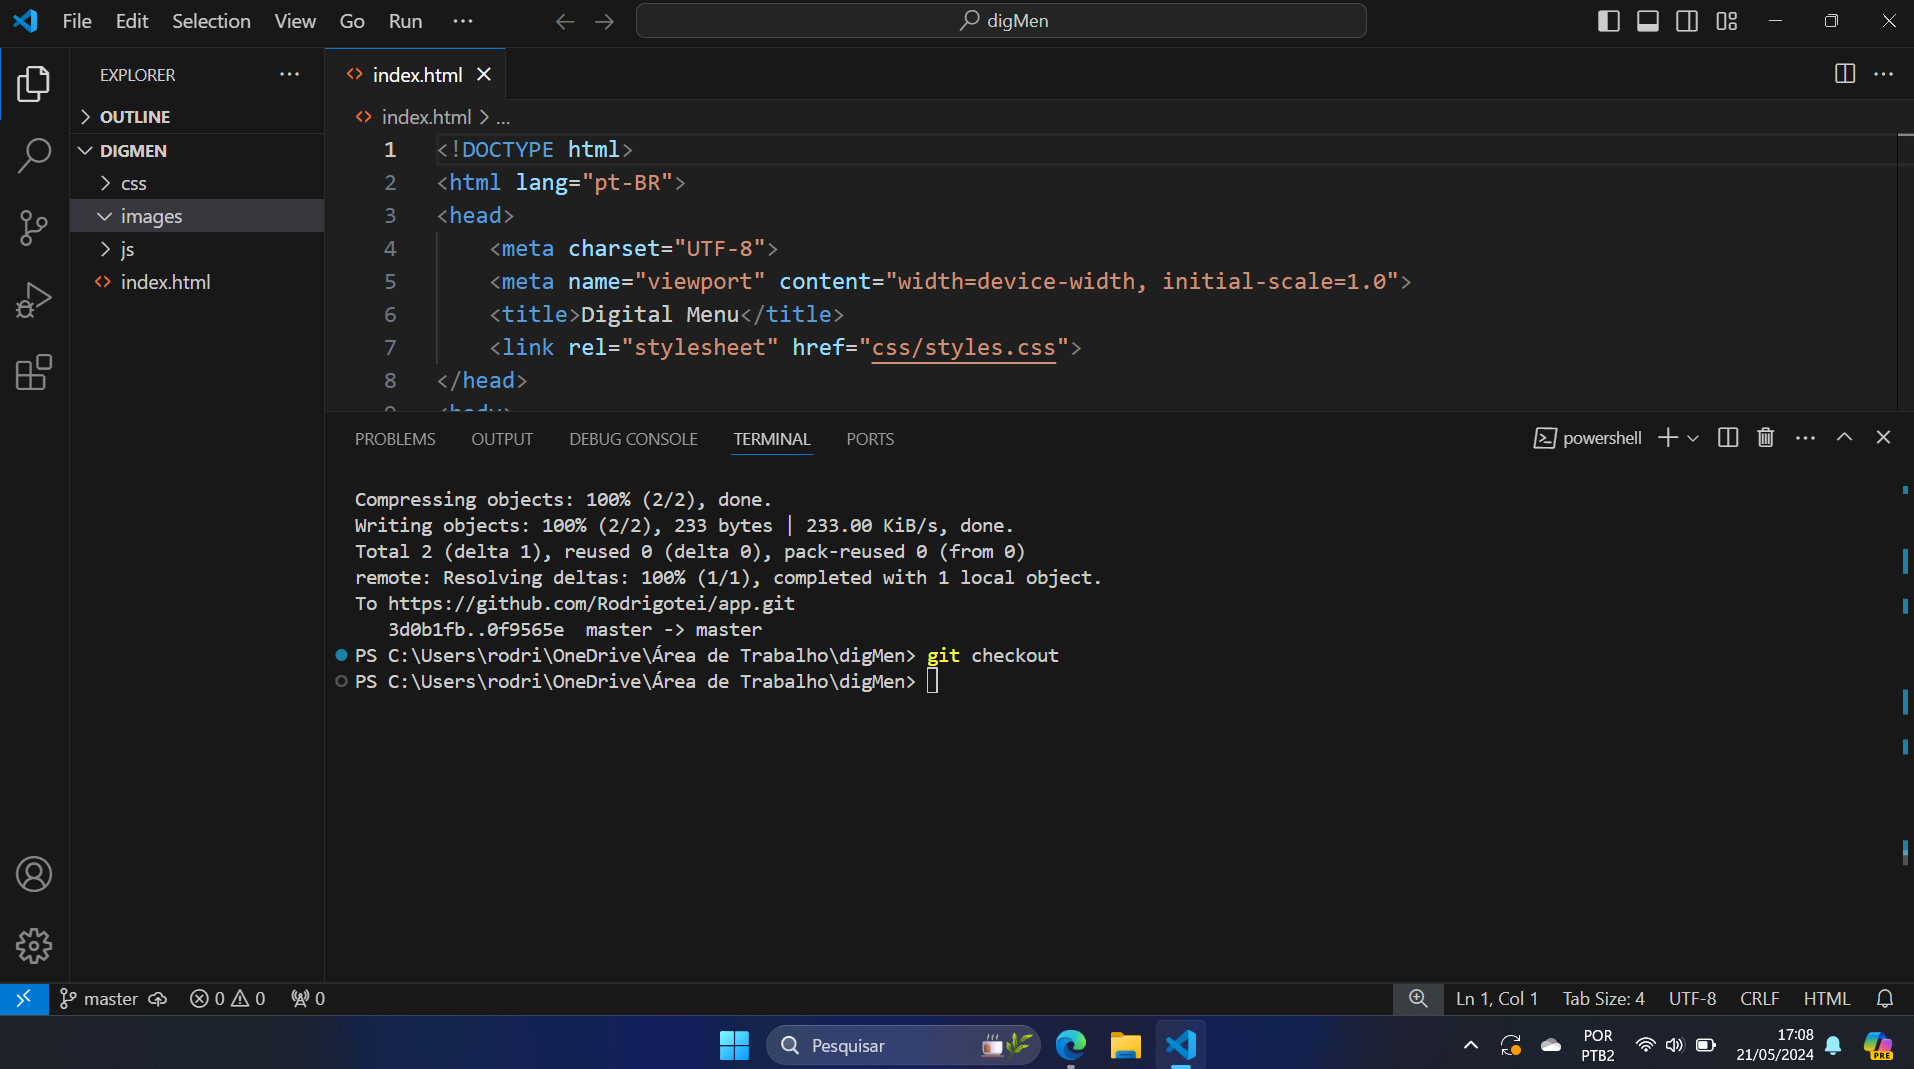 File Edit Selection View Go Run ··· digMen
EXPLORER ···
index.html
OUTLINE
index.html > ...
DIGMEN
css
images
js
index.html
1 <!DOCTYPE html>
2 <html lang="pt-BR">
3 <head>
4 <meta charset="UTF-8">
5 <meta name="viewport" content="width=device-width, initial-scale=1.0">
6 <title>Digital Menu</title>
7 <link rel="stylesheet" href="css/styles.css">
8 </head>
9 <body>
PROBLEMS OUTPUT DEBUG CONSOLE TERMINAL PORTS powershell
Compressing objects: 100% (2/2), done.
Writing objects: 100% (2/2), 233 bytes | 233.00 KiB/s, done.
Total 2 (delta 1), reused 0 (delta 0), pack-reused 0 (from 0)
remote: Resolving deltas: 100% (1/1), completed with 1 local object.
To https://github.com/Rodrigotei/app.git
3d0b1fb..0f9565e master -> master
PS C:\Users\rodri\OneDrive\Área de Trabalho\digMen> git checkout
PS C:\Users\rodri\OneDrive\Área de Trabalho\digMen>
master 0 0 0 Ln 1, Col 1 Tab Size: 4 UTF-8 CRLF HTML
Pesquisar
POR
PTB2
17:08
21/05/2024
PRE